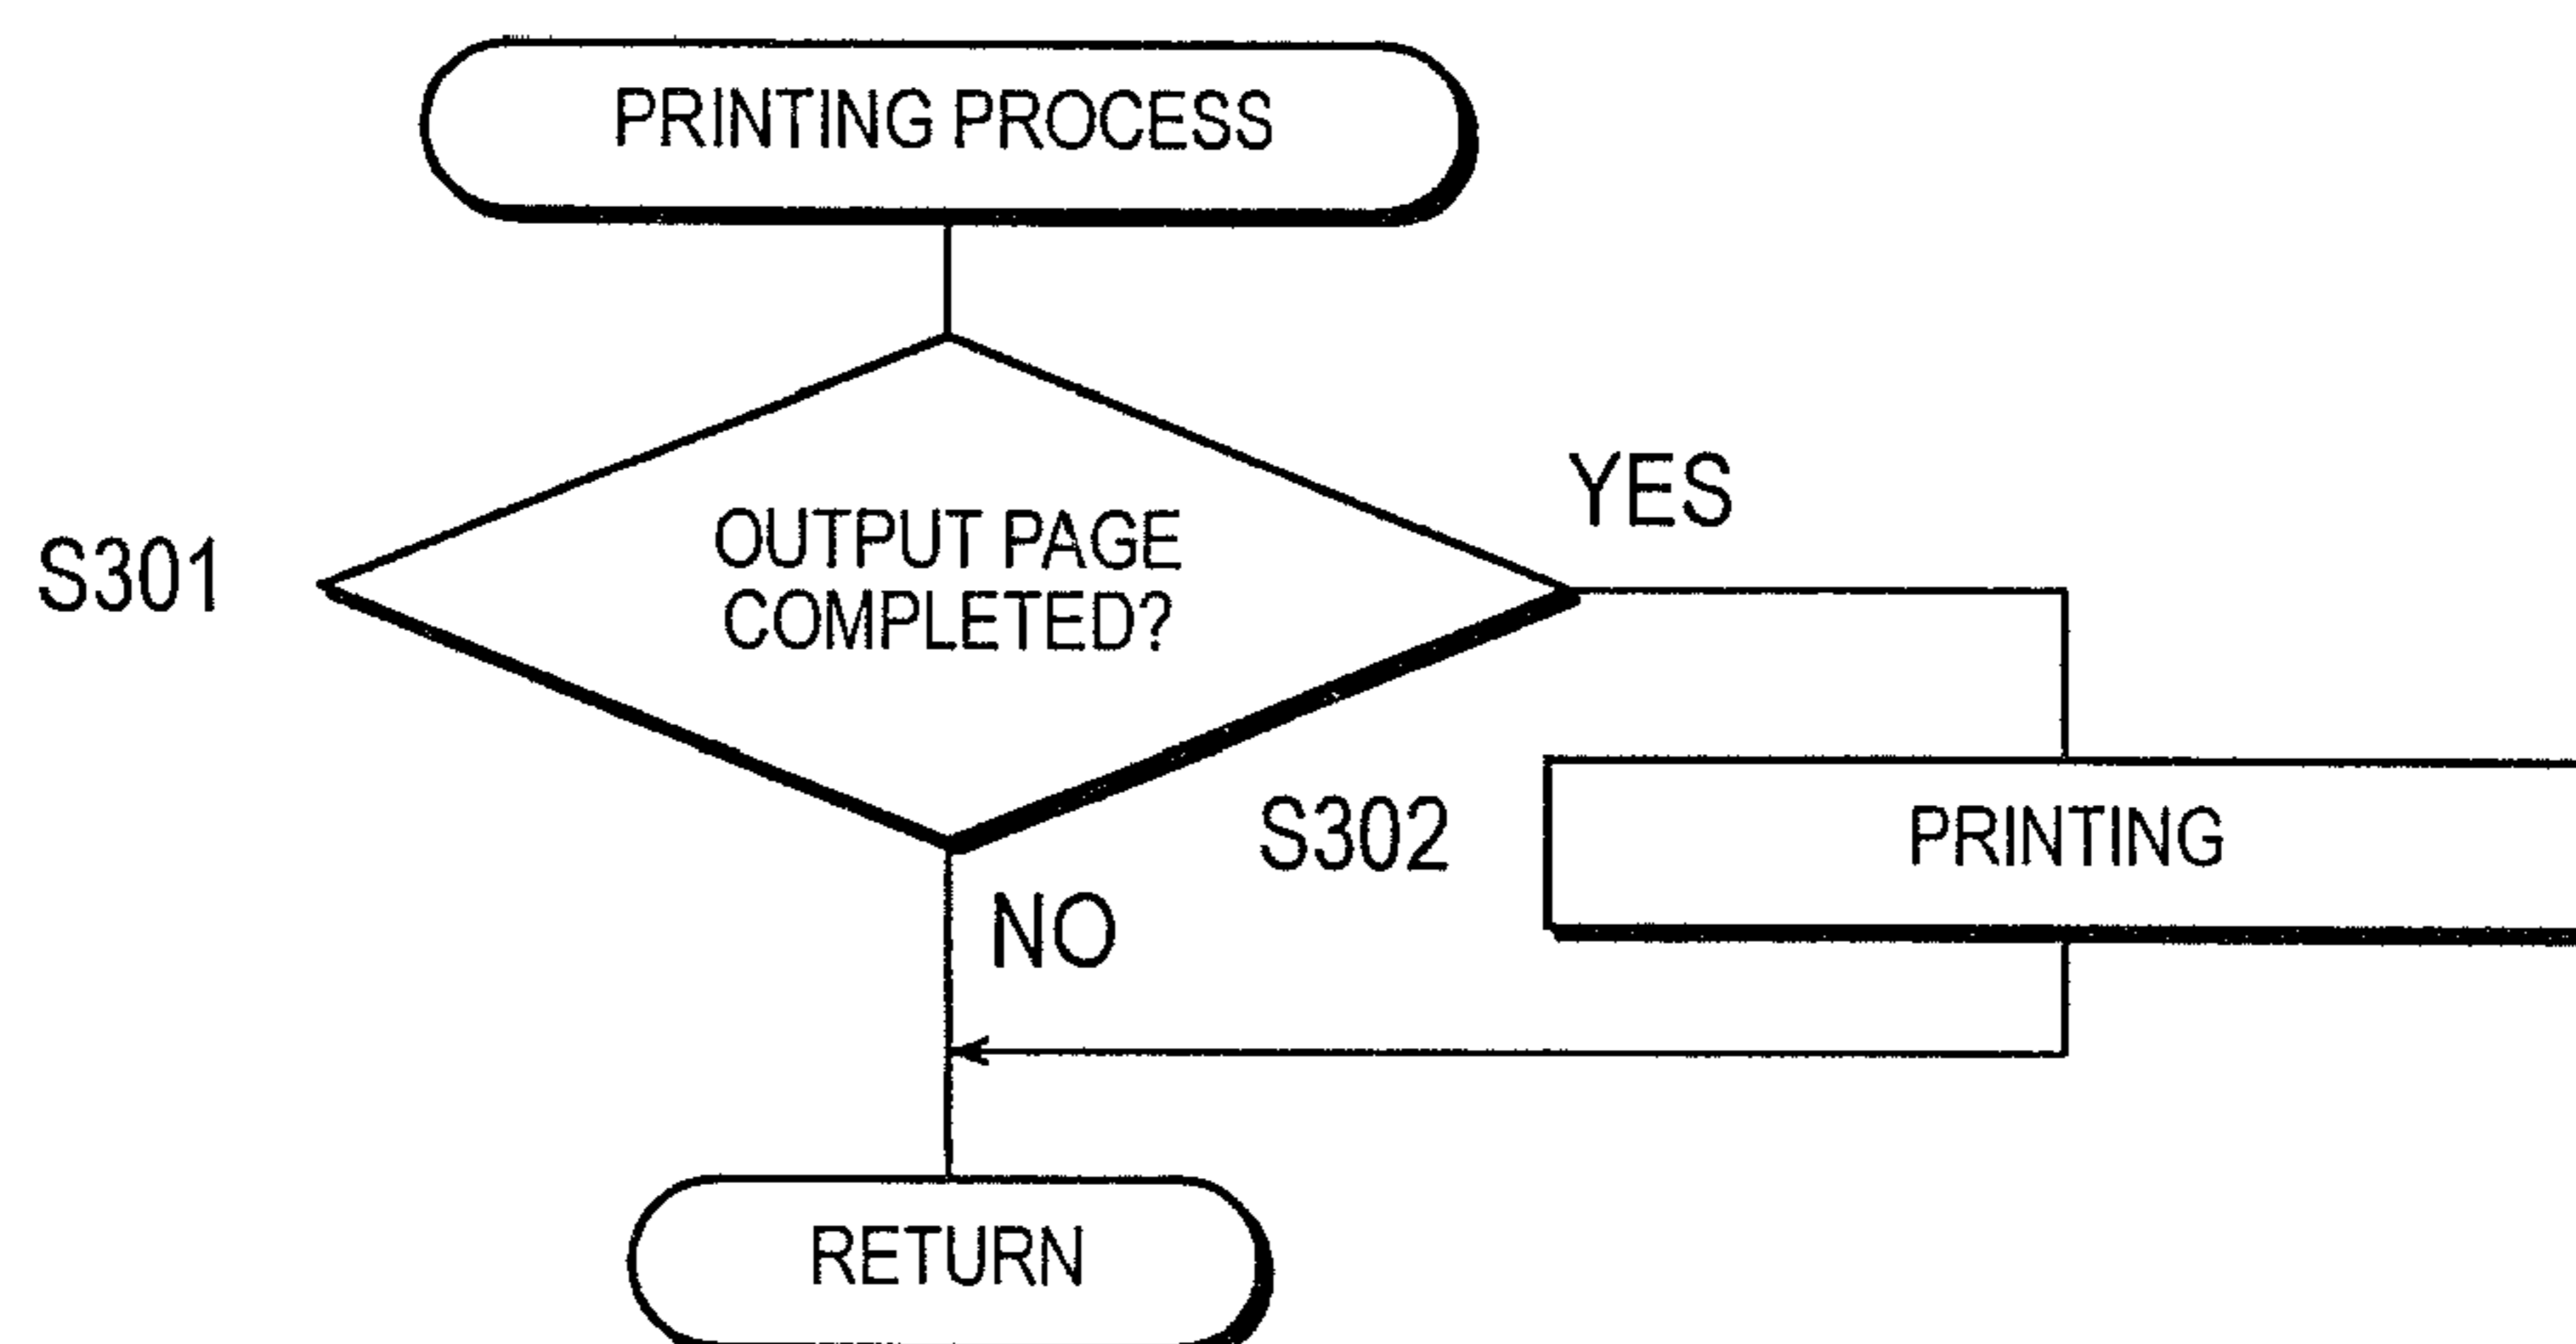 PRINTING PROCESS
YES
S301
OUTPUT PAGE
COMPLETED?
S302
PRINTING
NO
RETURN